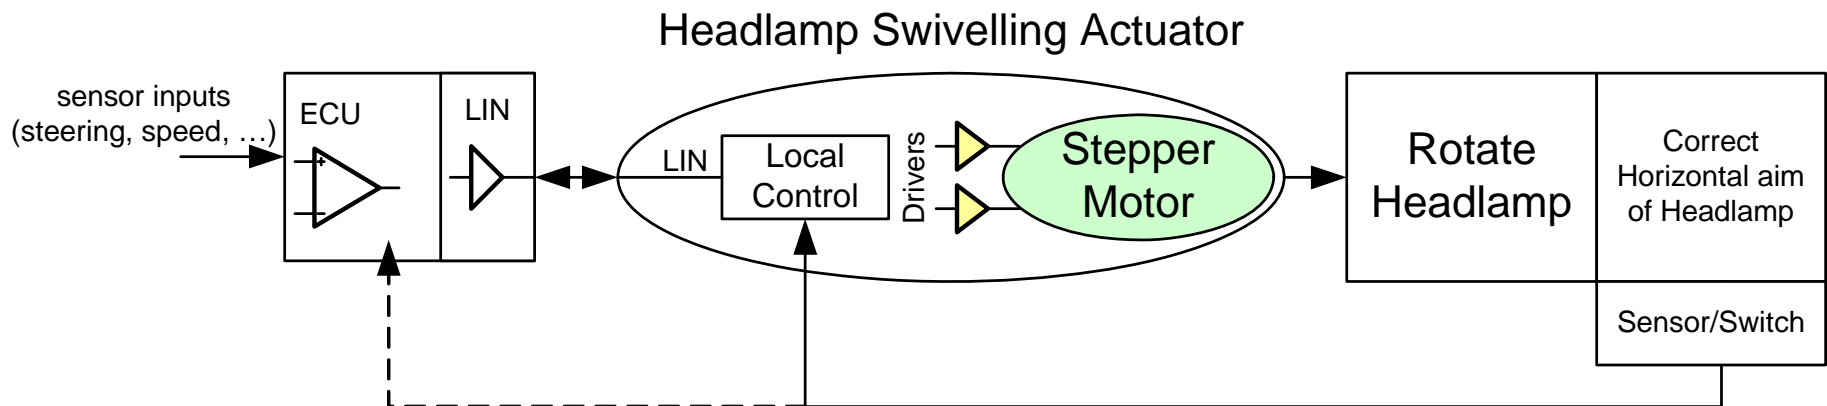 Headlamp Swivelling Actuator
sensor inputs
(steering, speed, …)
ECU
+
LIN
LIN
Local
Control
Drivers
Stepper
Motor
Rotate
Headlamp
Correct
Horizontal aim
of Headlamp
Sensor/Switch